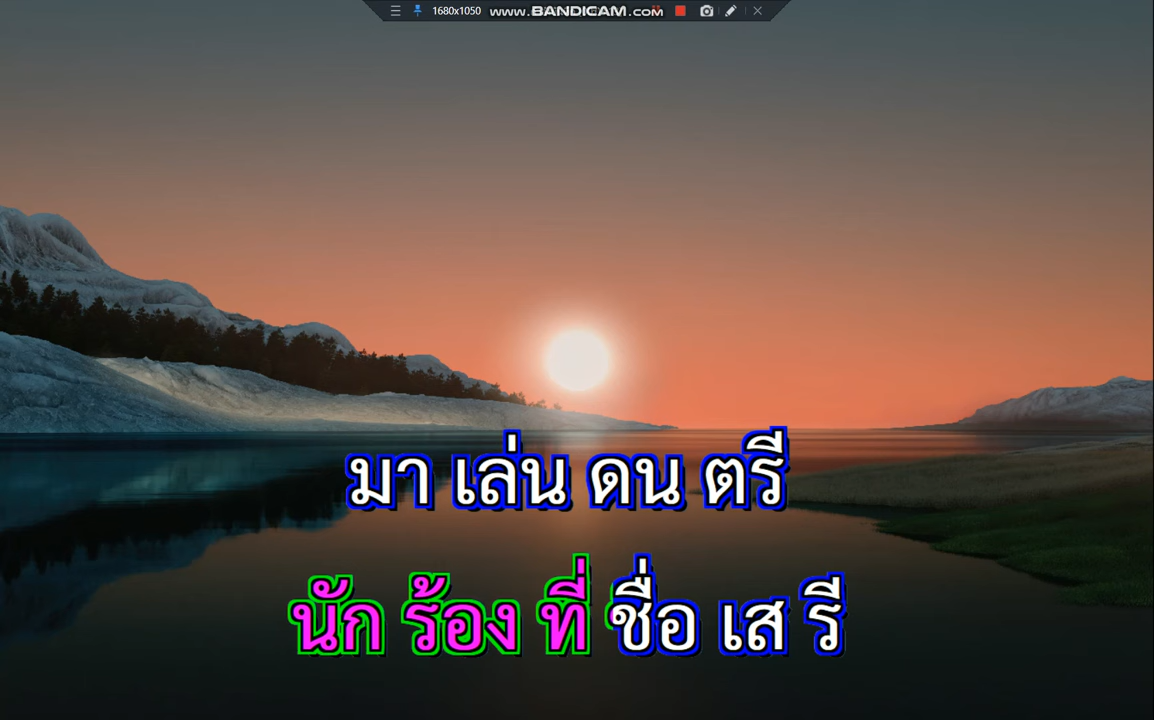 1680x1050 www.BANDICAM.com
มา เล่น ดน ตรี
นัก ร้อง ที่ ชื่อ เส รี